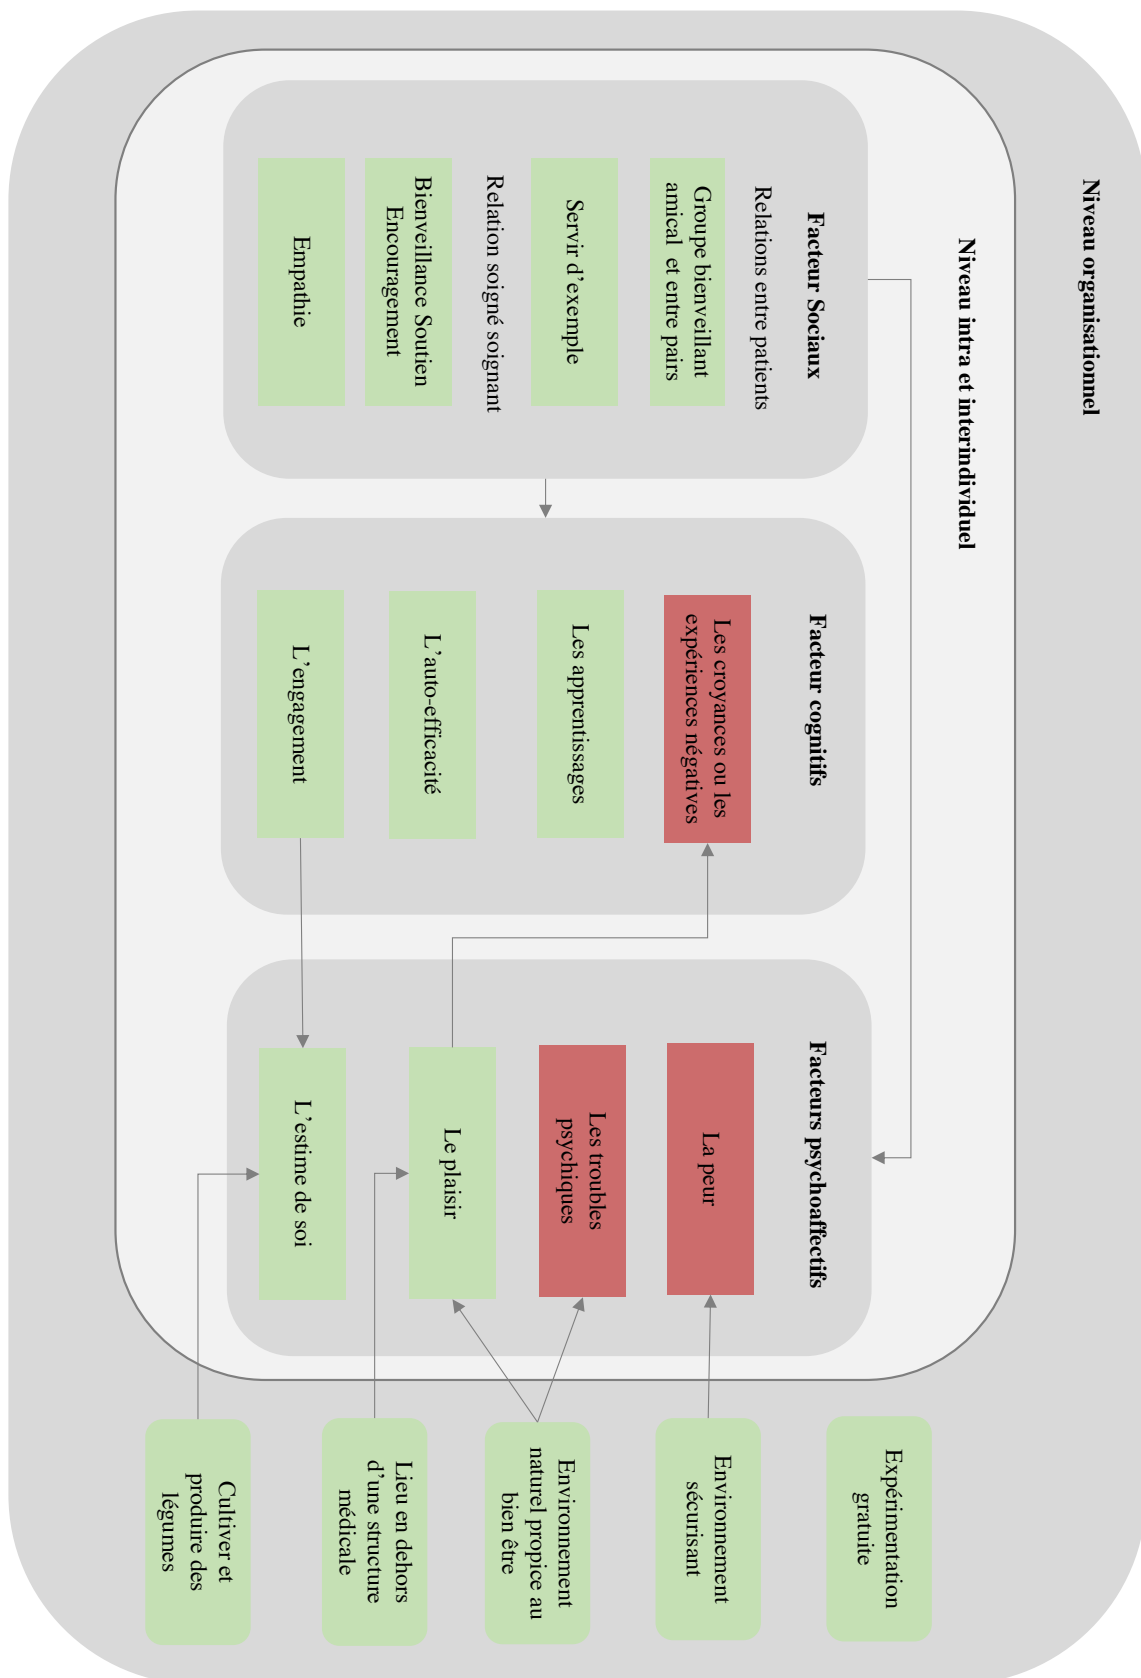 Niveau organisationnel
Niveau intra et interindividuel
Facteur Sociaux
Relations entre patients
Groupe bienveillant
amical et entre pairs
Servir d’exemple
Relation soigné soignant
Bienveillance Soutien
Encouragement
Empathie
Facteur cognitifs
Les croyances ou les
expériences négatives
Les apprentissages
L’auto-efficacité
L’engagement
Facteurs psychoaffectifs
La peur
Les troubles
psychiques
Le plaisir
L’estime de soi
Expérimentation
gratuite
Environnement
sécurisant
Environnement
naturel propice au
bien être
Lieu en dehors
d’une structure
médicale
Cultiver et
produire des
légumes